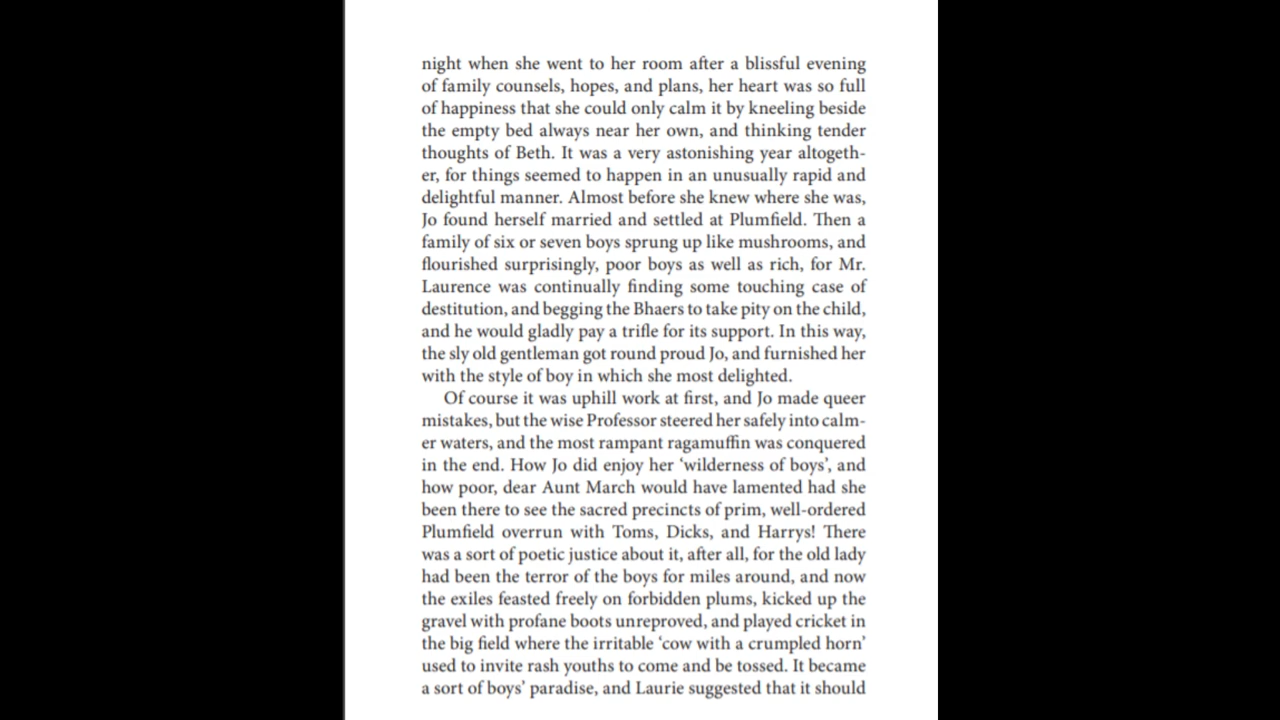 night when she went to her room after a blissful evening
of family counsels, hopes, and plans, her heart was so full
of happiness that she could only calm it by kneeling beside
the empty bed always near her own, and thinking tender
thoughts of Beth. It was a very astonishing year altogeth-
er, for things seemed to happen in an unusually rapid and
delightful manner. Almost before she knew where she was,
Jo found herself married and settled at Plumfield. Then a
family of six or seven boys sprung up like mushrooms, and
flourished surprisingly, poor boys as well as rich, for Mr.
Laurence was continually finding some touching case of
destitution, and begging the Bhaers to take pity on the child,
and he would gladly pay a trifle for its support. In this way,
the sly old gentleman got round proud Jo, and furnished her
with the style of boy in which she most delighted.
Of course it was uphill work at first, and Jo made queer
mistakes, but the wise Professor steered her safely into calm-
er waters, and the most rampant ragamuffin was conquered
in the end. How Jo did enjoy her ‘wilderness of boys’, and
how poor, dear Aunt March would have lamented had she
been there to see the sacred precincts of prim, well-ordered
Plumfield overrun with Toms, Dicks, and Harrys! There
was a sort of poetic justice about it, after all, for the old lady
had been the terror of the boys for miles around, and now
the exiles feasted freely on forbidden plums, kicked up the
gravel with profane boots unreproved, and played cricket in
the big field where the irritable ‘cow with a crumpled horn’
used to invite rash youths to come and be tossed. It became
a sort of boys’ paradise, and Laurie suggested that it should